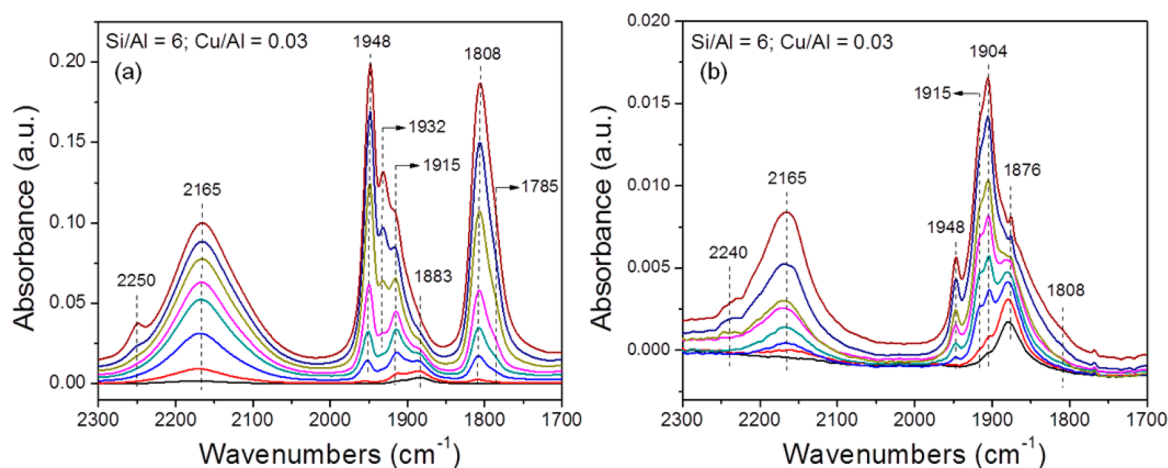 Si/Al = 6; Cu/Al = 0.03
(a)
1948
1808
1932
1915
1785
2165
2250
1883
0.20
0.15
0.10
0.05
0.00
Absorbance (a.u.)
2300 2200 2100 2000 1900 1800 1700
Wavenumbers (cm⁻¹)
Si/Al = 6; Cu/Al = 0.03
(b)
1904
1915
1876
2165
1948
2240
1808
0.020
0.015
0.010
0.005
0.000
Absorbance (a.u.)
2300 2200 2100 2000 1900 1800 1700
Wavenumbers (cm⁻¹)